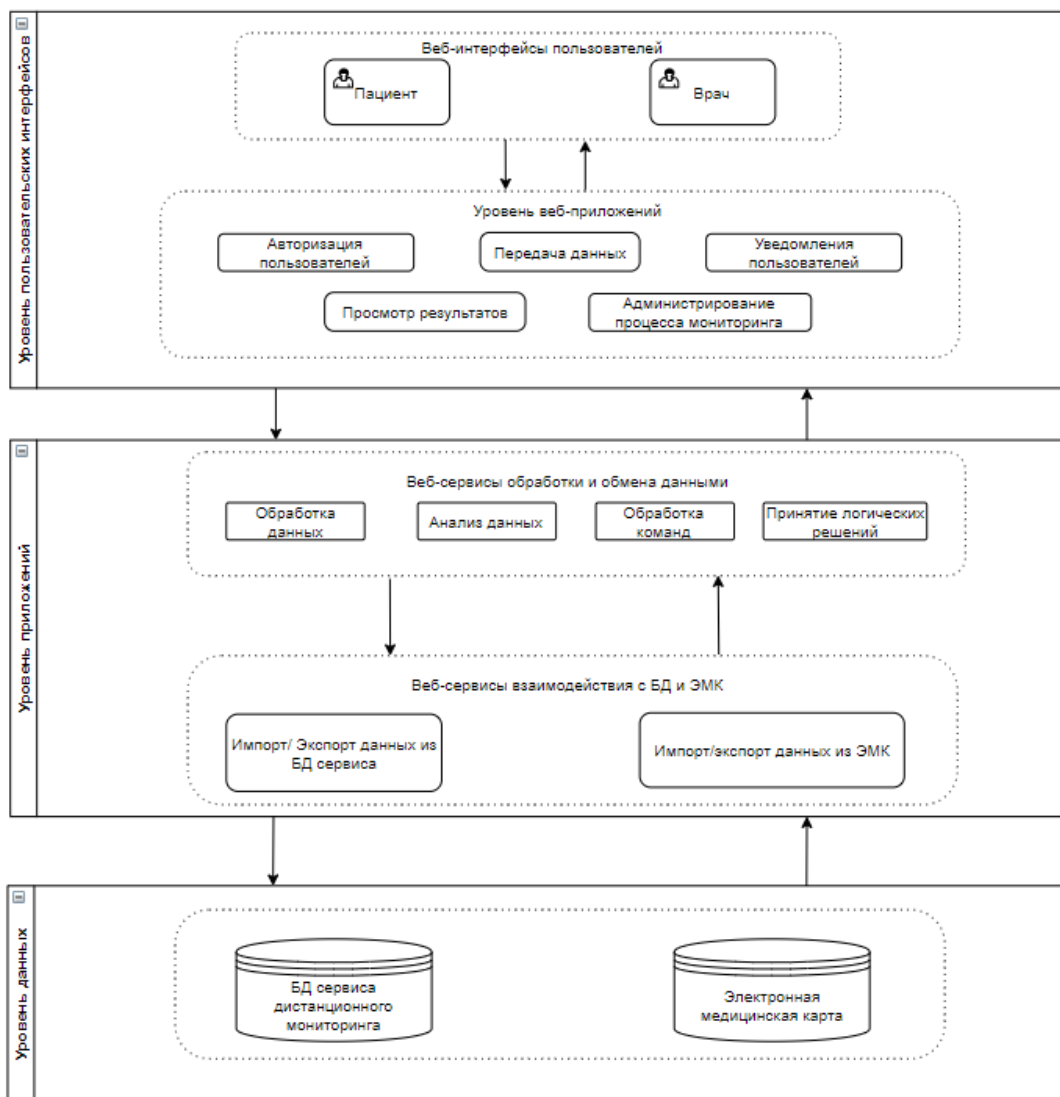 Уровень пользовательских интерфейсов
Веб-интерфейсы пользователей
Пациент
Врач
Уровень веб-приложений
Авторизация
пользователей
Передача данных
Уведомления
пользователей
Просмотр результатов
Администрирование
процесса мониторинга
Уровень приложений
Веб-сервисы обработки и обмена данными
Обработка
данных
Анализ данных
Обработка
команд
Принятие логических
решений
Веб-сервисы взаимодействия с БД и ЭМК
Импорт/ Экспорт данных из
БД сервиса
Импорт/экспорт данных из ЭМК
Уровень данных
БД сервиса
дистанционного
мониторинга
Электронная
медицинская карта